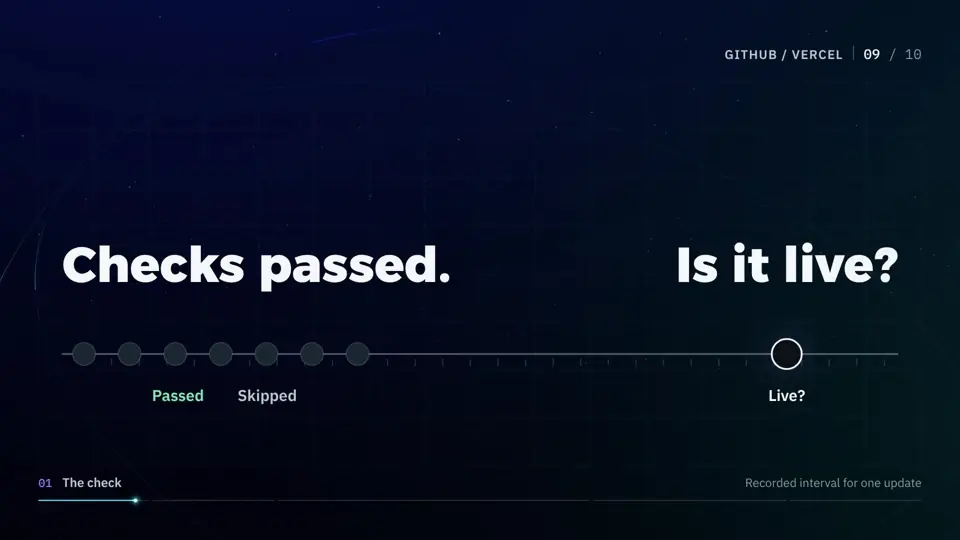 GITHUB / VERCEL 09 / 10
Checks passed. Is it live?
Passed Skipped Live?
01 The check Recorded interval for one update